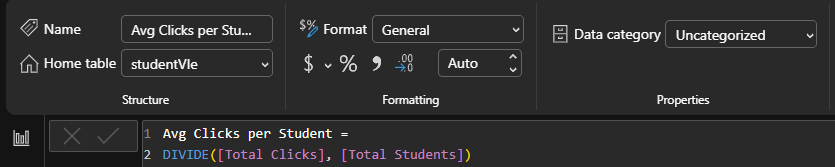 Name Avg Clicks per Stu... $% Format General Data category Uncategorized
Home table studentVle $ % , .00 →.0 Auto
Structure Formatting Properties
1 Avg Clicks per Student =
2 DIVIDE([Total Clicks], [Total Students])